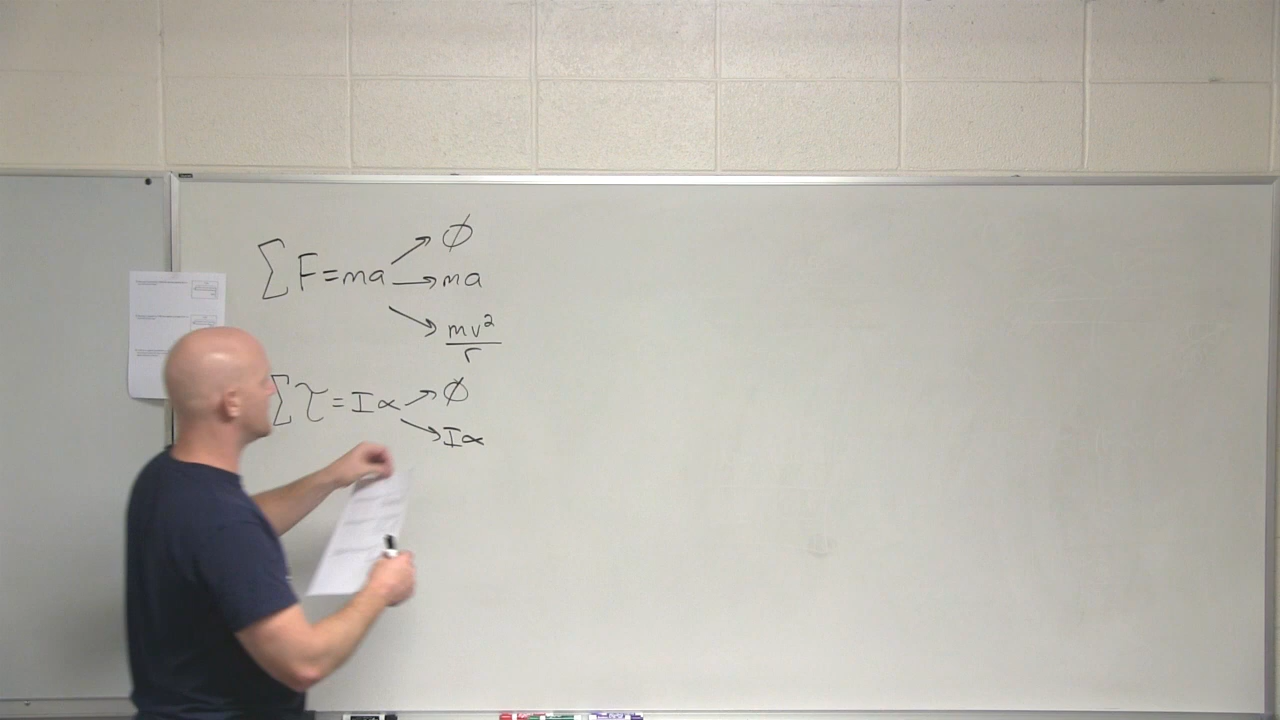 ∑ F = ma → ∅
→ ma
→ mv²/r
∑ τ = Iα → ∅
→ Iα